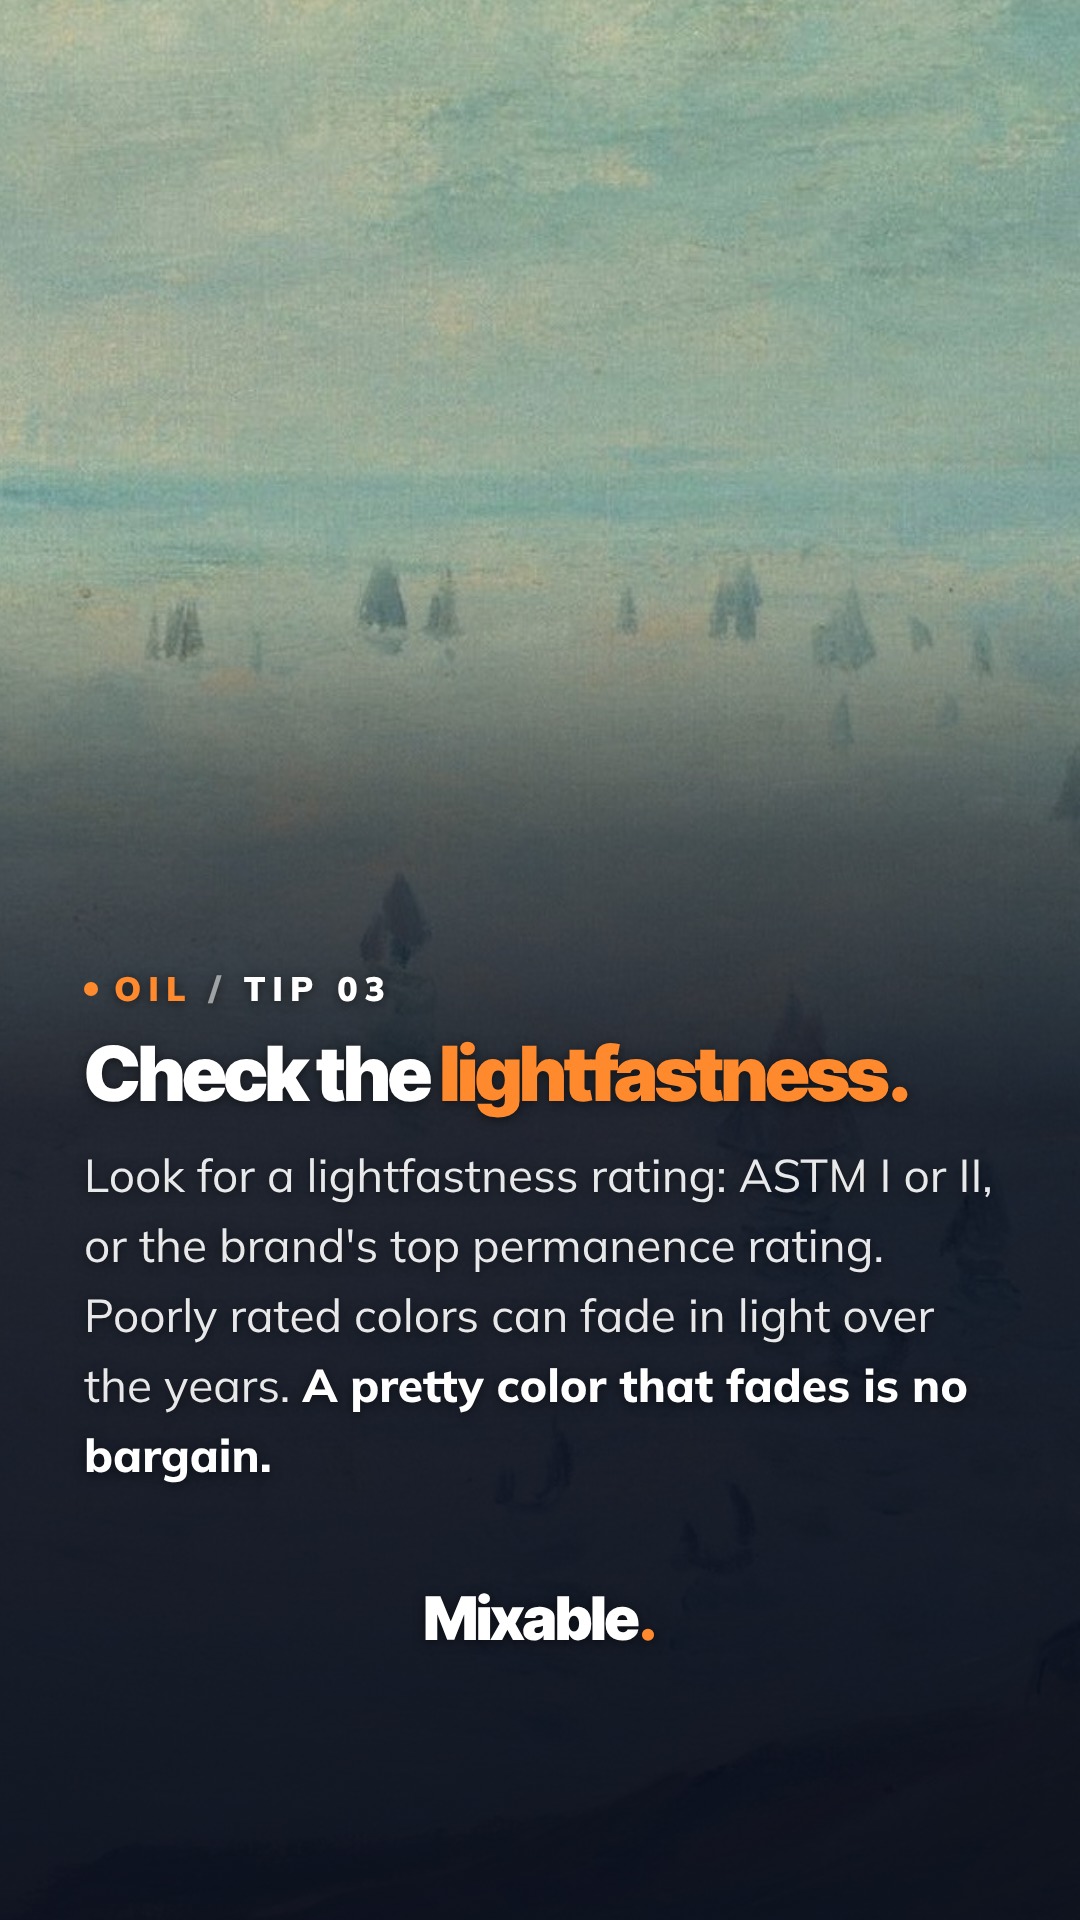 • OIL / TIP 03
Check the lightfastness.
Look for a lightfastness rating: ASTM I or II,
or the brand's top permanence rating.
Poorly rated colors can fade in light over
the years. A pretty color that fades is no
bargain.
Mixable.